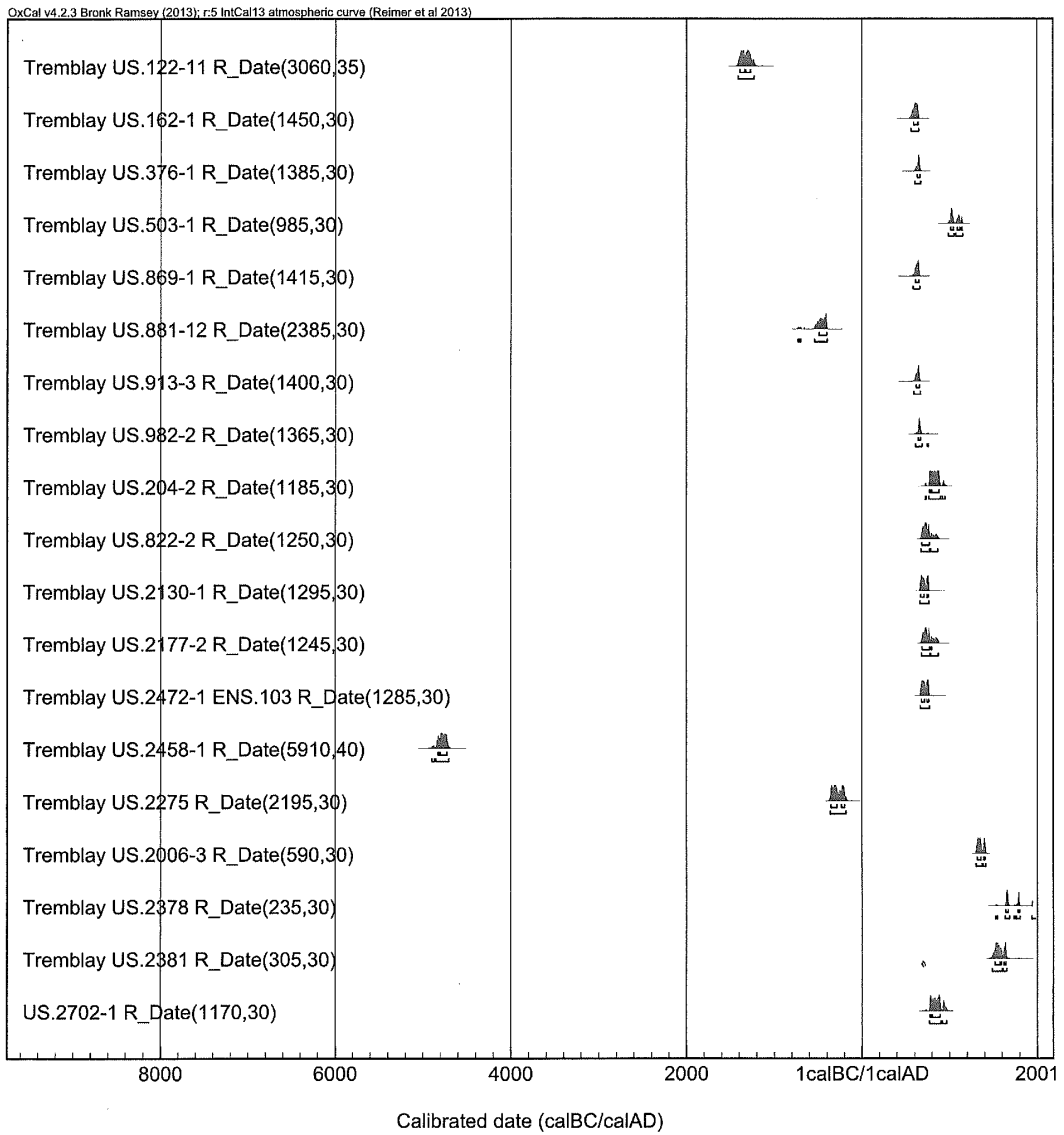 OxCal v4.2.3 Bronk Ramsey (2013); r:5 IntCal13 atmospheric curve (Reimer et al 2013)
Tremblay US.122-11 R_Date(3060,35)
Tremblay US.162-1 R_Date(1450,30)
Tremblay US.376-1 R_Date(1385,30)
Tremblay US.503-1 R_Date(985,30)
Tremblay US.869-1 R_Date(1415,30)
Tremblay US.881-12 R_Date(2385,30)
Tremblay US.913-3 R_Date(1400,30)
Tremblay US.982-2 R_Date(1365,30)
Tremblay US.204-2 R_Date(1185,30)
Tremblay US.822-2 R_Date(1250,30)
Tremblay US.2130-1 R_Date(1295,30)
Tremblay US.2177-2 R_Date(1245,30)
Tremblay US.2472-1 ENS.103 R_Date(1285,30)
Tremblay US.2458-1 R_Date(5910,40)
Tremblay US.2275 R_Date(2195,30)
Tremblay US.2006-3 R_Date(590,30)
Tremblay US.2378 R_Date(235,30)
Tremblay US.2381 R_Date(305,30)
US.2702-1 R_Date(1170,30)
8000 6000 4000 2000 1calBC/1calAD 2001
Calibrated date (calBC/calAD)